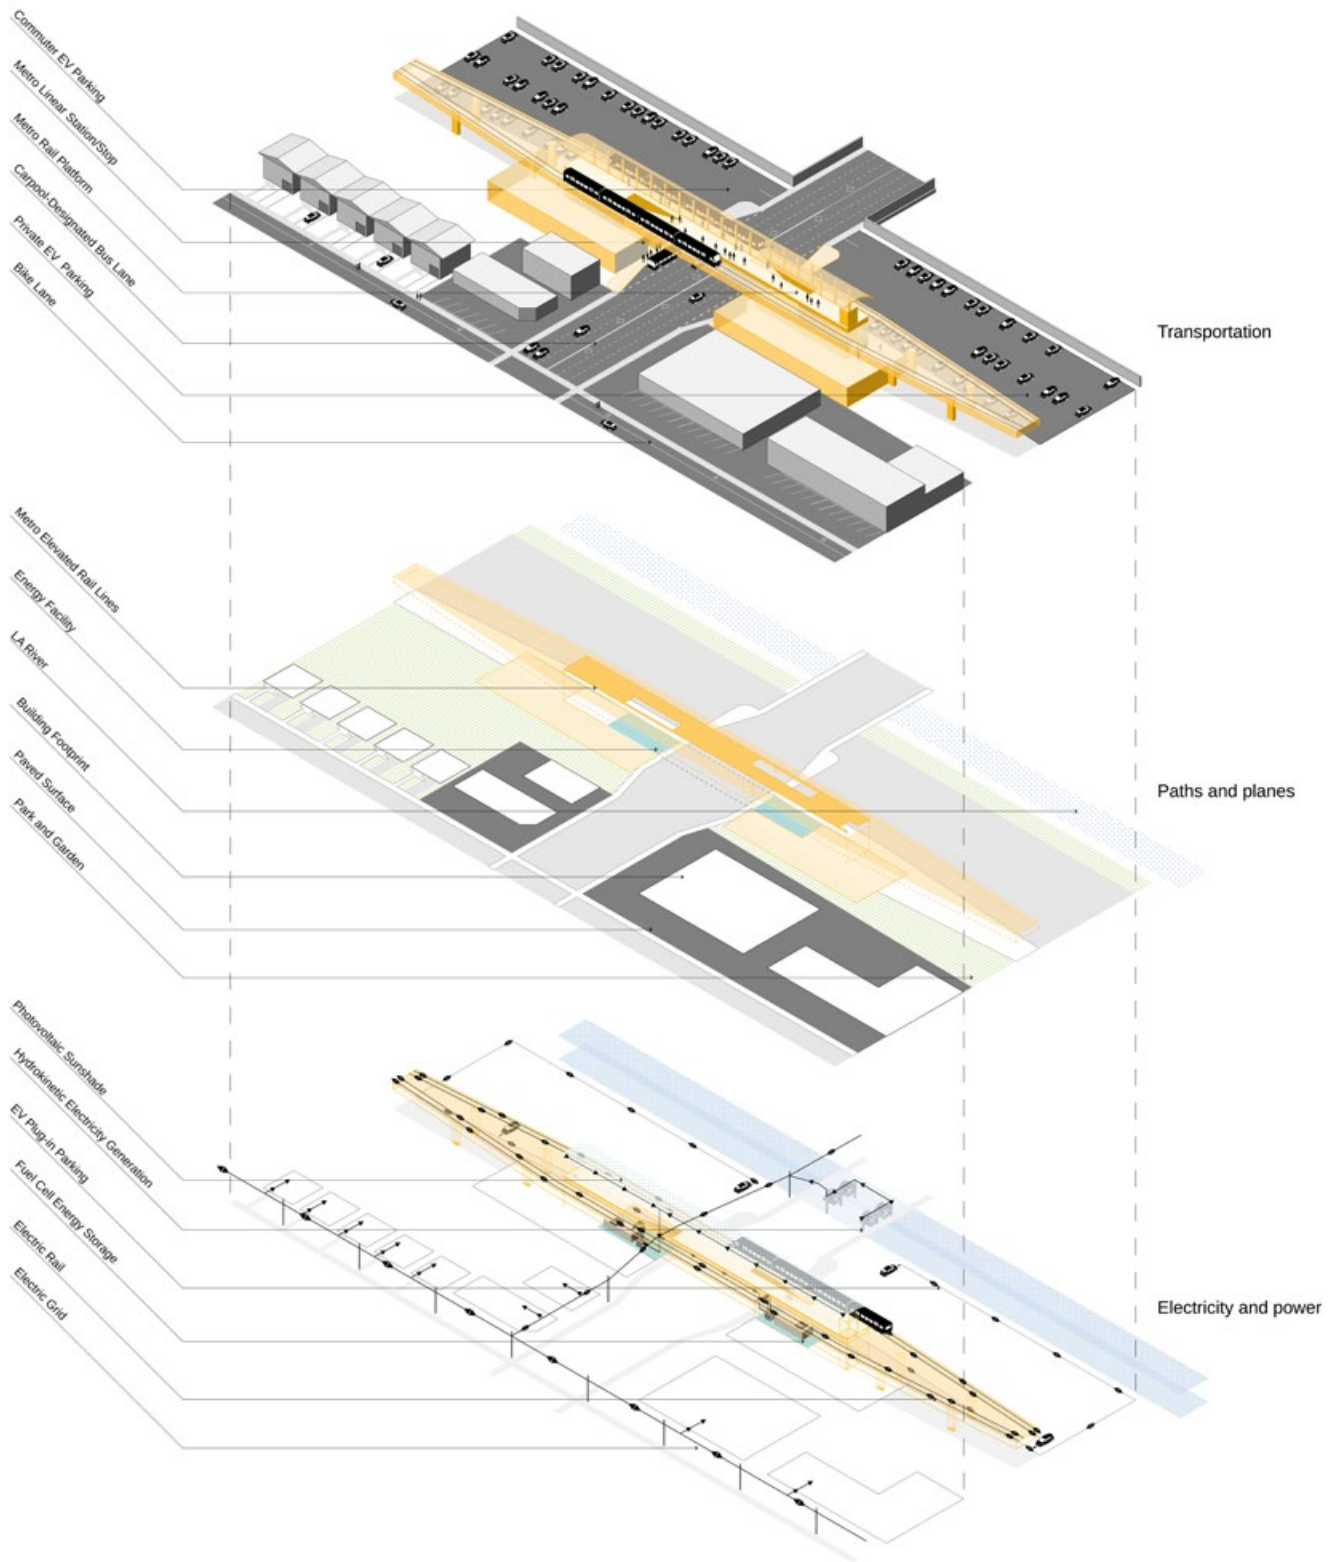 Commuter EV Parking
Metro Linear Station/Stop
Metro Rail Platform
Carpool-Designated Bus Lane
Private EV Parking
Bike Lane
Transportation
Metro Elevated Rail Lines
Energy Facility
LA River
Building Footprint
Paved Surface
Park and Garden
Paths and planes
Photovoltaic Sunshade
Hydrokinetic Electricity Generation
EV Plug-in Parking
Fuel Cell Energy Storage
Electric Rail
Electric Grid
Electricity and power